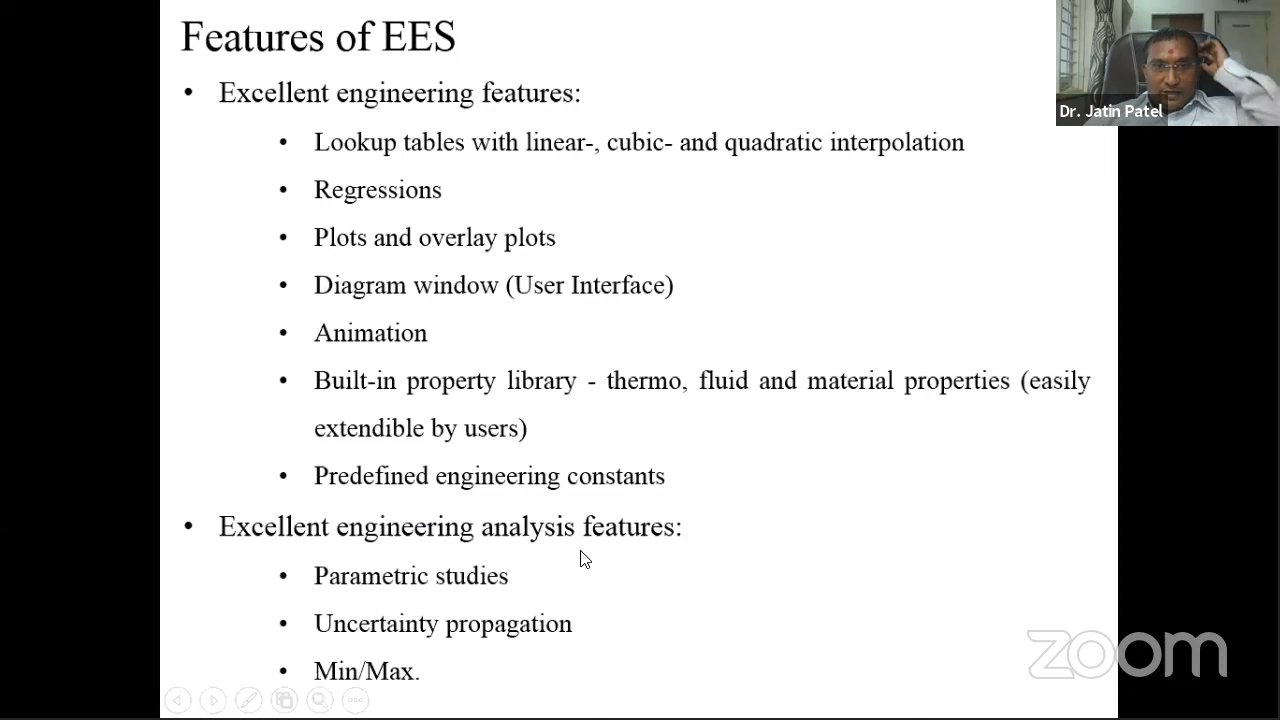 Features of EES
• Excellent engineering features:
• Lookup tables with linear-, cubic- and quadratic interpolation
• Regressions
• Plots and overlay plots
• Diagram window (User Interface)
• Animation
• Built-in property library - thermo, fluid and material properties (easily
extendible by users)
• Predefined engineering constants
• Excellent engineering analysis features:
• Parametric studies
• Uncertainty propagation
• Min/Max.
Dr. Jatin Patel
zoom